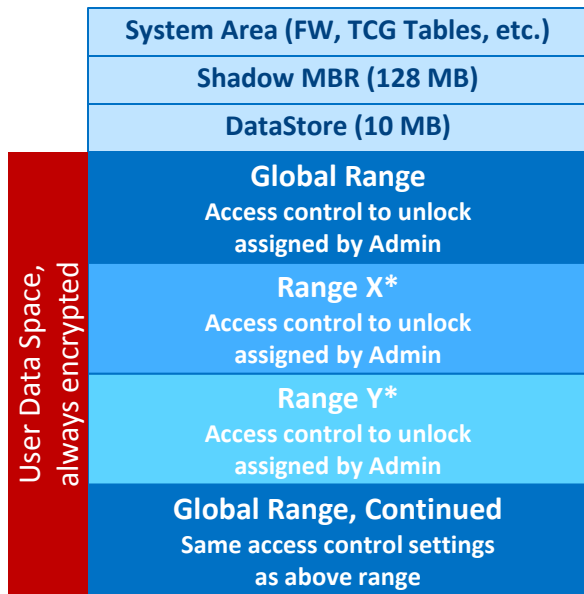 System Area (FW, TCG Tables, etc.)
Shadow MBR (128 MB)
DataStore (10 MB)
User Data Space,
always encrypted
Global Range
Access control to unlock
assigned by Admin
Range X*
Access control to unlock
assigned by Admin
Range Y*
Access control to unlock
assigned by Admin
Global Range, Continued
Same access control settings
as above range